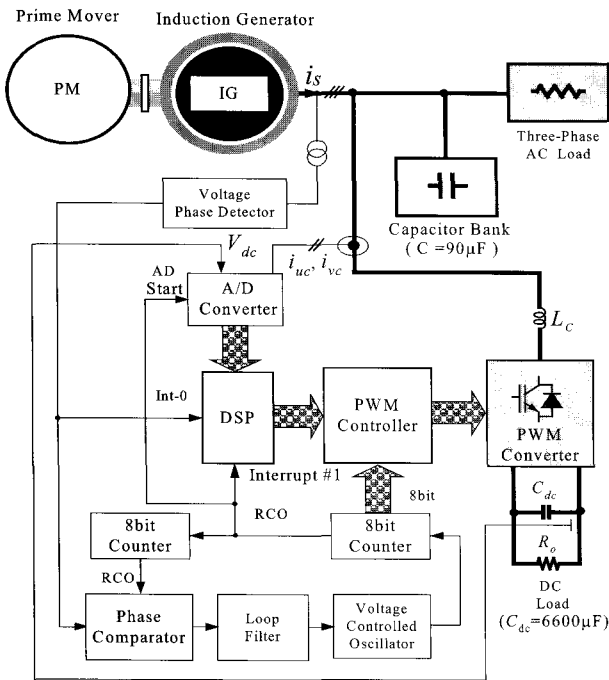 Prime Mover
Induction Generator
PM
IG
is
Three-Phase
AC Load
Voltage
Phase Detector
Capacitor Bank
( C =90μF )
Vdc
iuc, ivc
AD
Start
A/D
Converter
Lc
Int-0
DSP
PWM
Controller
PWM
Converter
Interrupt #1
8bit
Cdc
RCO
8bit
Counter
8bit
Counter
Ro
RCO
DC
Load
(Cdc=6600μF)
Phase
Comparator
Loop
Filter
Voltage
Controlled
Oscillator